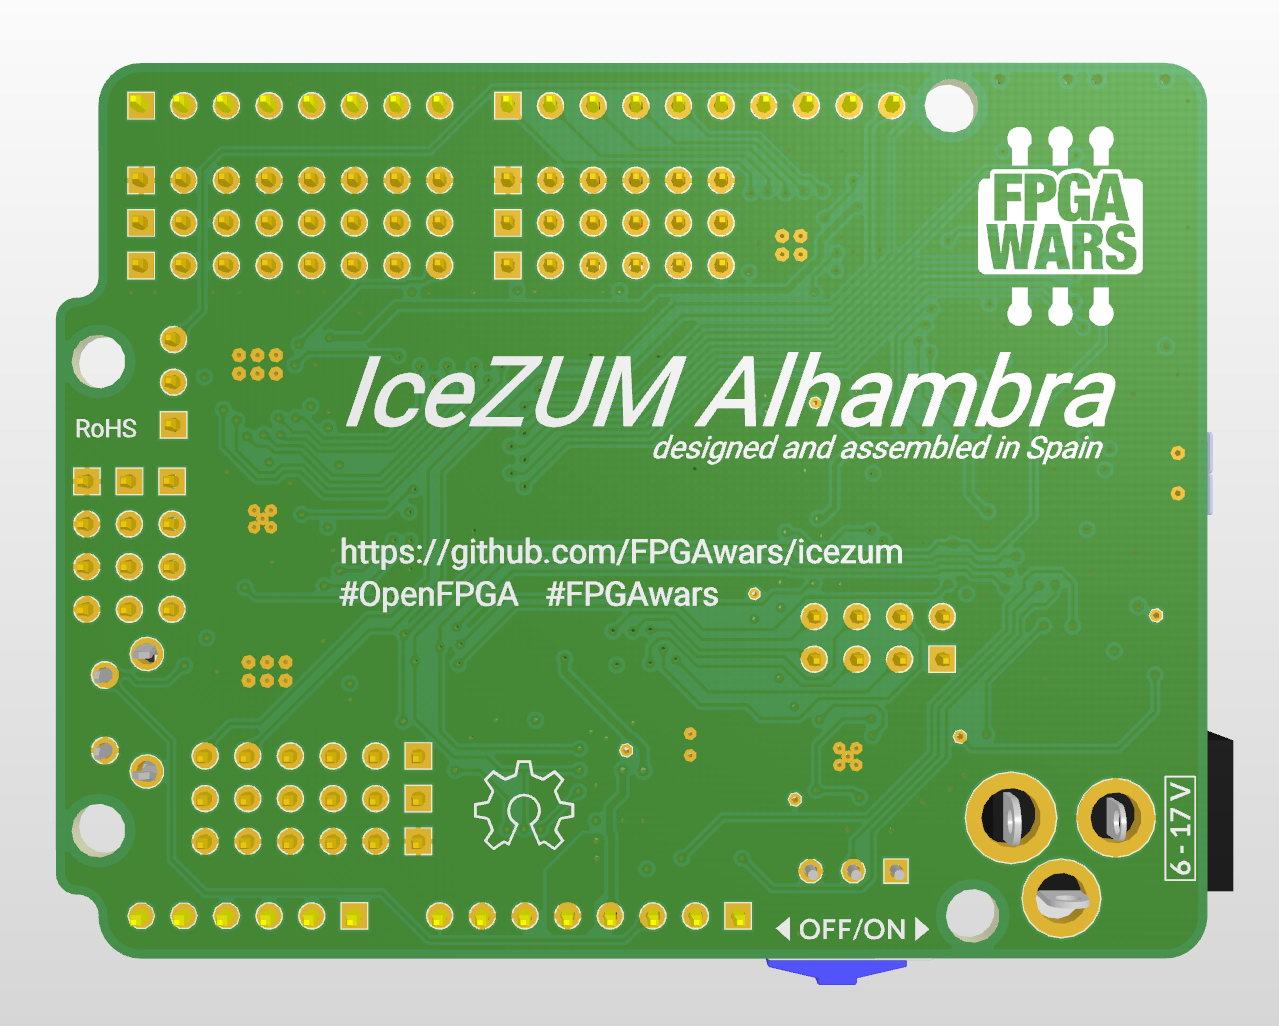 FPGA
WARS
IceZUM Alhambra
designed and assembled in Spain
RoHS
https://github.com/FPGAwars/icezum
#OpenFPGA #FPGAwars
6 - 17 V
OFF/ON